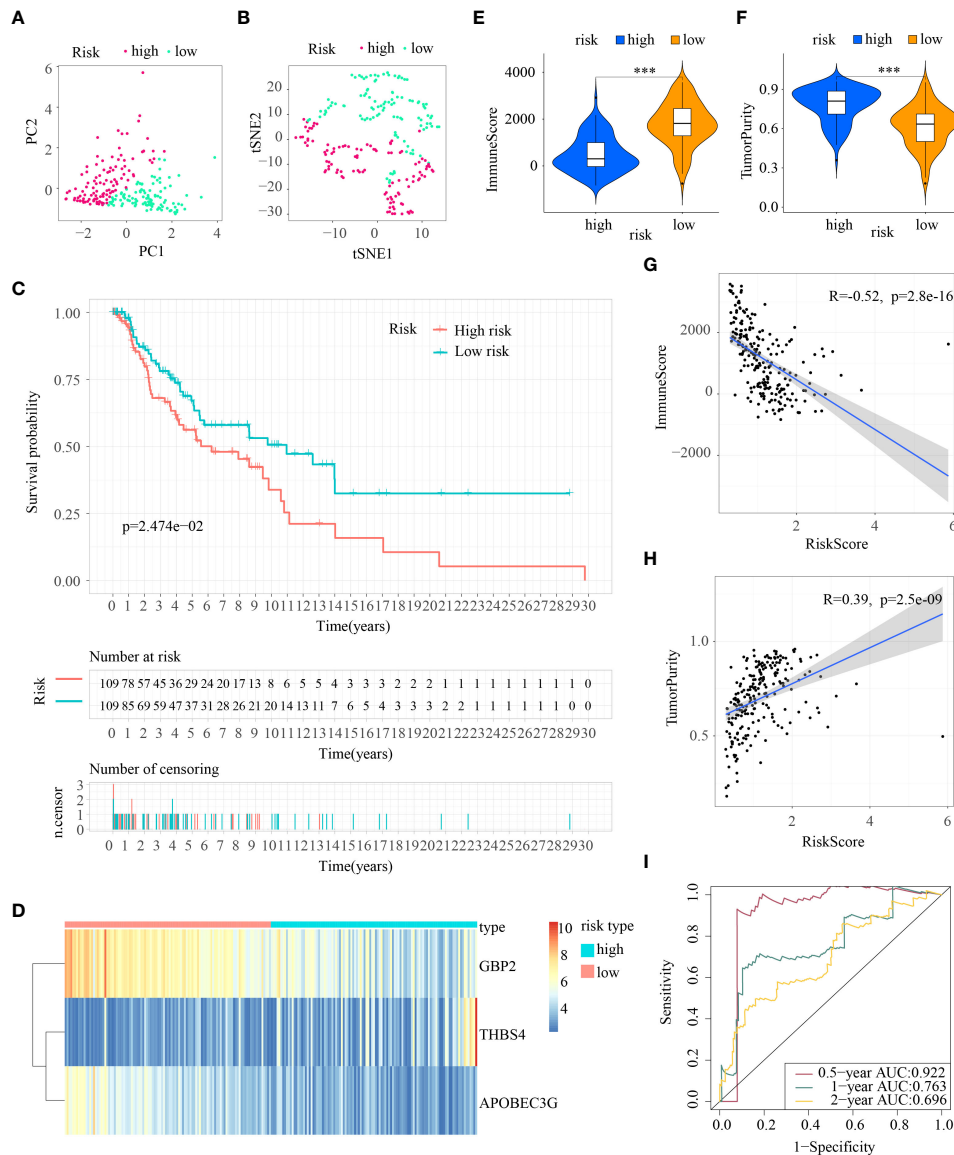 A
Risk high low
PC2
6
4
2
0
−2 0 2 4
PC1
B
Risk high low
tSNE2
20
10
0
−10
−20
−30
−10 0 10
tSNE1
E
risk high low
ImmuneScore
4000
2000
0
***
high low
risk
F
risk high low
TumorPurity
0.9
0.6
0.3
0.0
***
high low
risk
C
Survival probability
1.00
0.75
0.50
0.25
0.00
Risk High risk
Low risk
p=2.474e−02
0 1 2 3 4 5 6 7 8 9 10 11 12 13 14 15 16 17 18 19 20 21 22 23 24 25 26 27 28 29 30
Time(years)
Number at risk
Risk
109 78 57 45 36 29 24 20 17 13 8 6 5 5 4 3 3 3 2 2 2 1 1 1 1 1 1 1 1 1 0
109 85 69 59 47 37 31 28 26 21 20 14 13 11 7 6 5 4 3 3 3 2 2 1 1 1 1 1 1 0 0
0 1 2 3 4 5 6 7 8 9 10 11 12 13 14 15 16 17 18 19 20 21 22 23 24 25 26 27 28 29 30
Time(years)
Number of censoring
n.censor
3
2
1
0
0 1 2 3 4 5 6 7 8 9 10 11 12 13 14 15 16 17 18 19 20 21 22 23 24 25 26 27 28 29 30
Time(years)
G
R=-0.52, p=2.8e-16
ImmuneScore
2000
0
−2000
2 4 6
RiskScore
H
R=0.39, p=2.5e-09
TumorPurity
1.0
0.5
2 4 6
RiskScore
D
type
GBP2
THBS4
APOBEC3G
10
8
6
4
risk type
high
low
I
Sensitivity
1.0
0.8
0.6
0.4
0.2
0.0
0.5−year AUC:0.922
1−year AUC:0.763
2−year AUC:0.696
0.0 0.2 0.4 0.6 0.8 1.0
1-Specificity